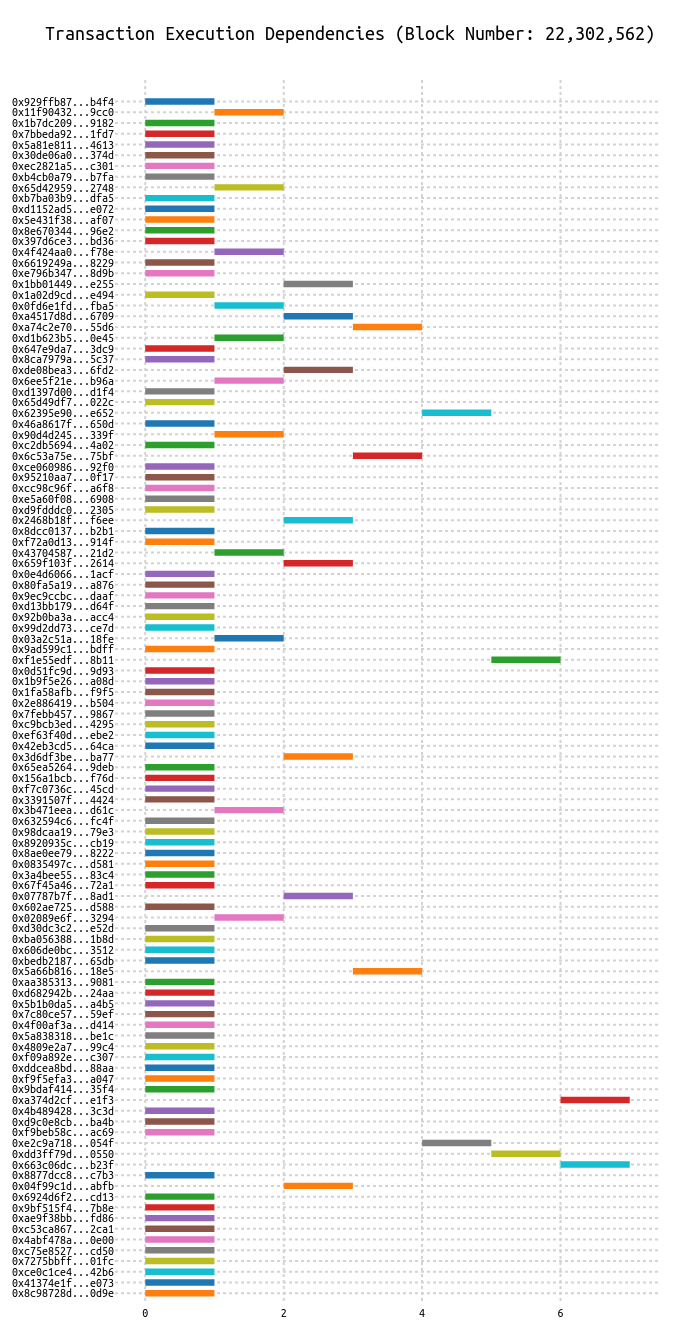 Transaction Execution Dependencies (Block Number: 22,302,562)
0x929ffb87...b4f4
0x11f90432...9cc0
0x1b7dc209...9182
0x7bbeda92...1fd7
0x5a81e811...4613
0x30de06a0...374d
0xec2821a5...c301
0xb4cb0a79...b7fa
0x65d42959...2748
0xb7ba03b9...dfa5
0xd1152ad5...e072
0x5e431f38...af07
0x8e670344...96e2
0x397d6ce3...bd36
0x4f424aa0...f78e
0x6619249a...8229
0xe796b347...8d9b
0x1bb01449...e255
0x1a02d9cd...e494
0x0fd6e1fd...fba5
0xa4517d8d...6709
0xa74c2e70...55d6
0xd1b623b5...0e45
0x647e9da7...3dc9
0x8ca7979a...5c37
0xde08bea3...6fd2
0x6ee5f21e...b96a
0xd1397d00...d1f4
0x65d49df7...022c
0x62395e90...e652
0x46a8617f...650d
0x90d4d245...339f
0xc2db5694...4a02
0x6c53a75e...75bf
0xce060986...92f0
0x95210aa7...0f17
0xcc98c96f...a6f8
0xe5a60f08...6908
0xd9fdddc0...2305
0x2468b18f...f6ee
0x8dcc0137...b2b1
0xf72a0d13...914f
0x43704587...21d2
0x659f103f...2614
0x0e4d6066...1acf
0x80fa5a19...a876
0x9ec9ccbc...daaf
0xd13bb179...d64f
0x92b0ba3a...acc4
0x99d2dd73...ce7d
0x03a2c51a...18fe
0x9ad599c1...bdff
0xf1e55edf...8b11
0x0d51fc9d...9d93
0x1b9f5e26...a08d
0x1fa58afb...f9f5
0x2e886419...b504
0x7febb457...9867
0xc9bcb3ed...4295
0xef63f40d...ebe2
0x42eb3cd5...64ca
0x3d6df3be...ba77
0x65ea5264...9deb
0x156a1bcb...f76d
0xf7c0736c...45cd
0x3391507f...4424
0x3b471eea...d61c
0x632594c6...fc4f
0x98dcaa19...79e3
0x8920935c...cb19
0x8ae0ee79...8222
0x0835497c...d581
0x3a4bee55...83c4
0x67f45a46...72a1
0x07787b7f...8ad1
0x602ae725...d588
0x02089e6f...3294
0xd30dc3c2...e52d
0xba056388...1b8d
0x606de0bc...3512
0xbedb2187...65db
0x5a66b816...18e5
0xaa385313...9081
0xd682942b...24aa
0x5b1b0da5...a4b5
0x7c80ce57...59ef
0x4f00af3a...d414
0x5a838318...be1c
0x4809e2a7...99c4
0xf09a892e...c307
0xddcea8bd...88aa
0xf9f5efa3...a047
0x9bdaf414...35f4
0xa374d2cf...e1f3
0x4b489428...3c3d
0xd9c0e8cb...ba4b
0xf9beb58c...ac69
0xe2c9a718...054f
0xdd3ff79d...0550
0x663c06dc...b23f
0x8877dcc8...c7b3
0x04f99c1d...abfb
0x6924d6f2...cd13
0x9bf515f4...7b8e
0xae9f38bb...fd86
0xc53ca867...2ca1
0x4abf478a...0e00
0xc75e8527...cd50
0x7275bbff...01fc
0xce0c1ce4...42b6
0x41374e1f...e073
0x8c98728d...0d9e
0 2 4 6